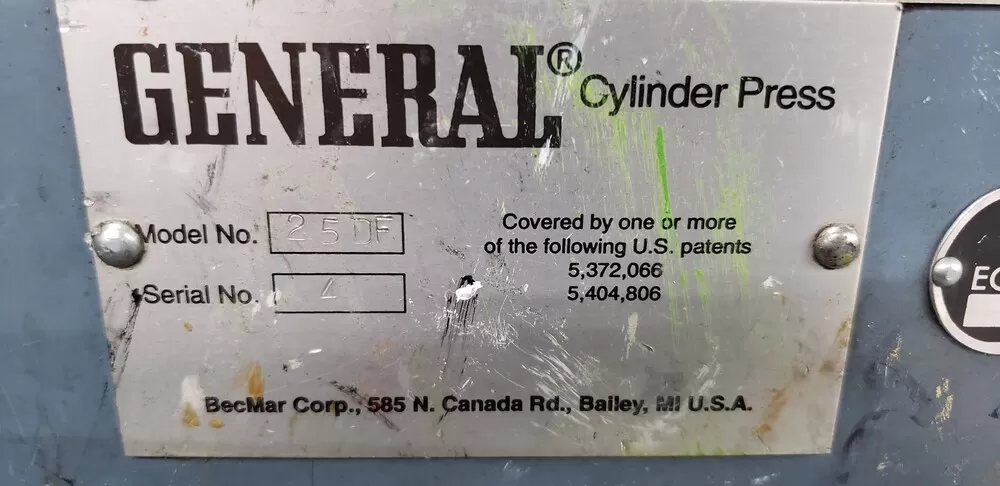 GENERAL® Cylinder Press
Model No. 25DF
Serial No.
Covered by one or more
of the following U.S. patents
5,372,066
5,404,806
BecMar Corp., 585 N. Canada Rd., Bailey, MI U.S.A.